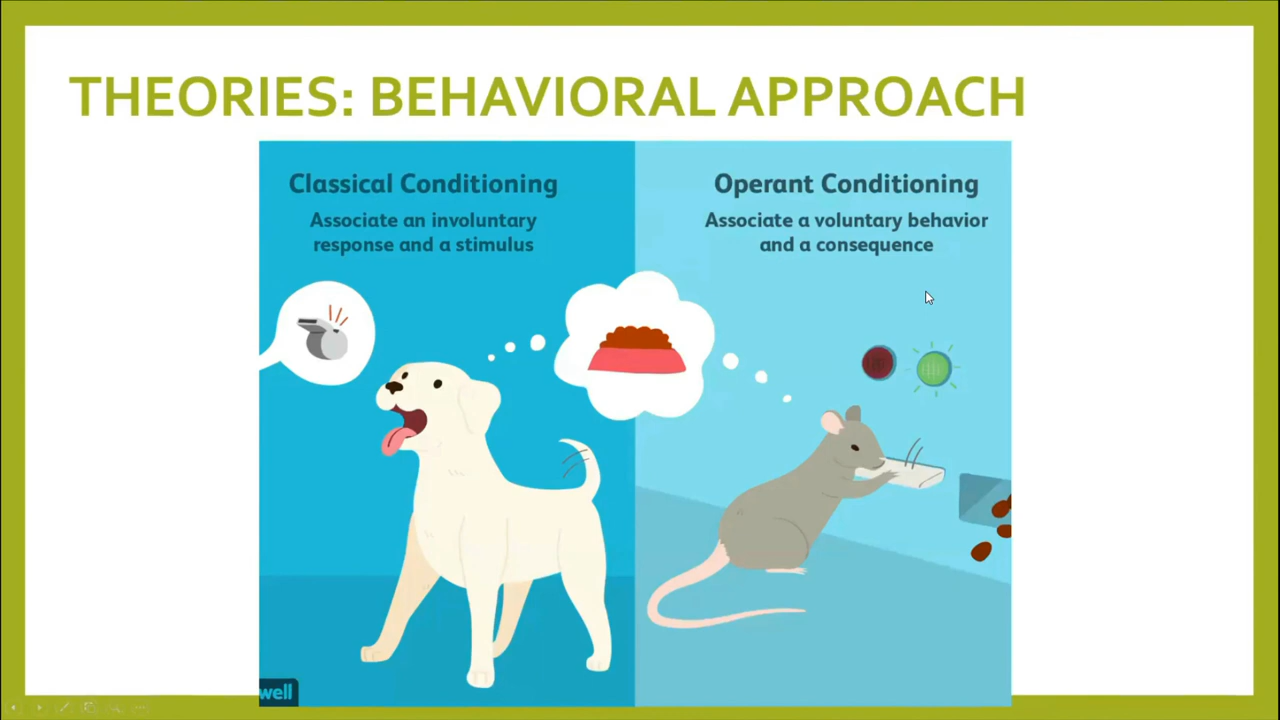 THEORIES: BEHAVIORAL APPROACH
Classical Conditioning
Associate an involuntary
response and a stimulus
Operant Conditioning
Associate a voluntary behavior
and a consequence
well